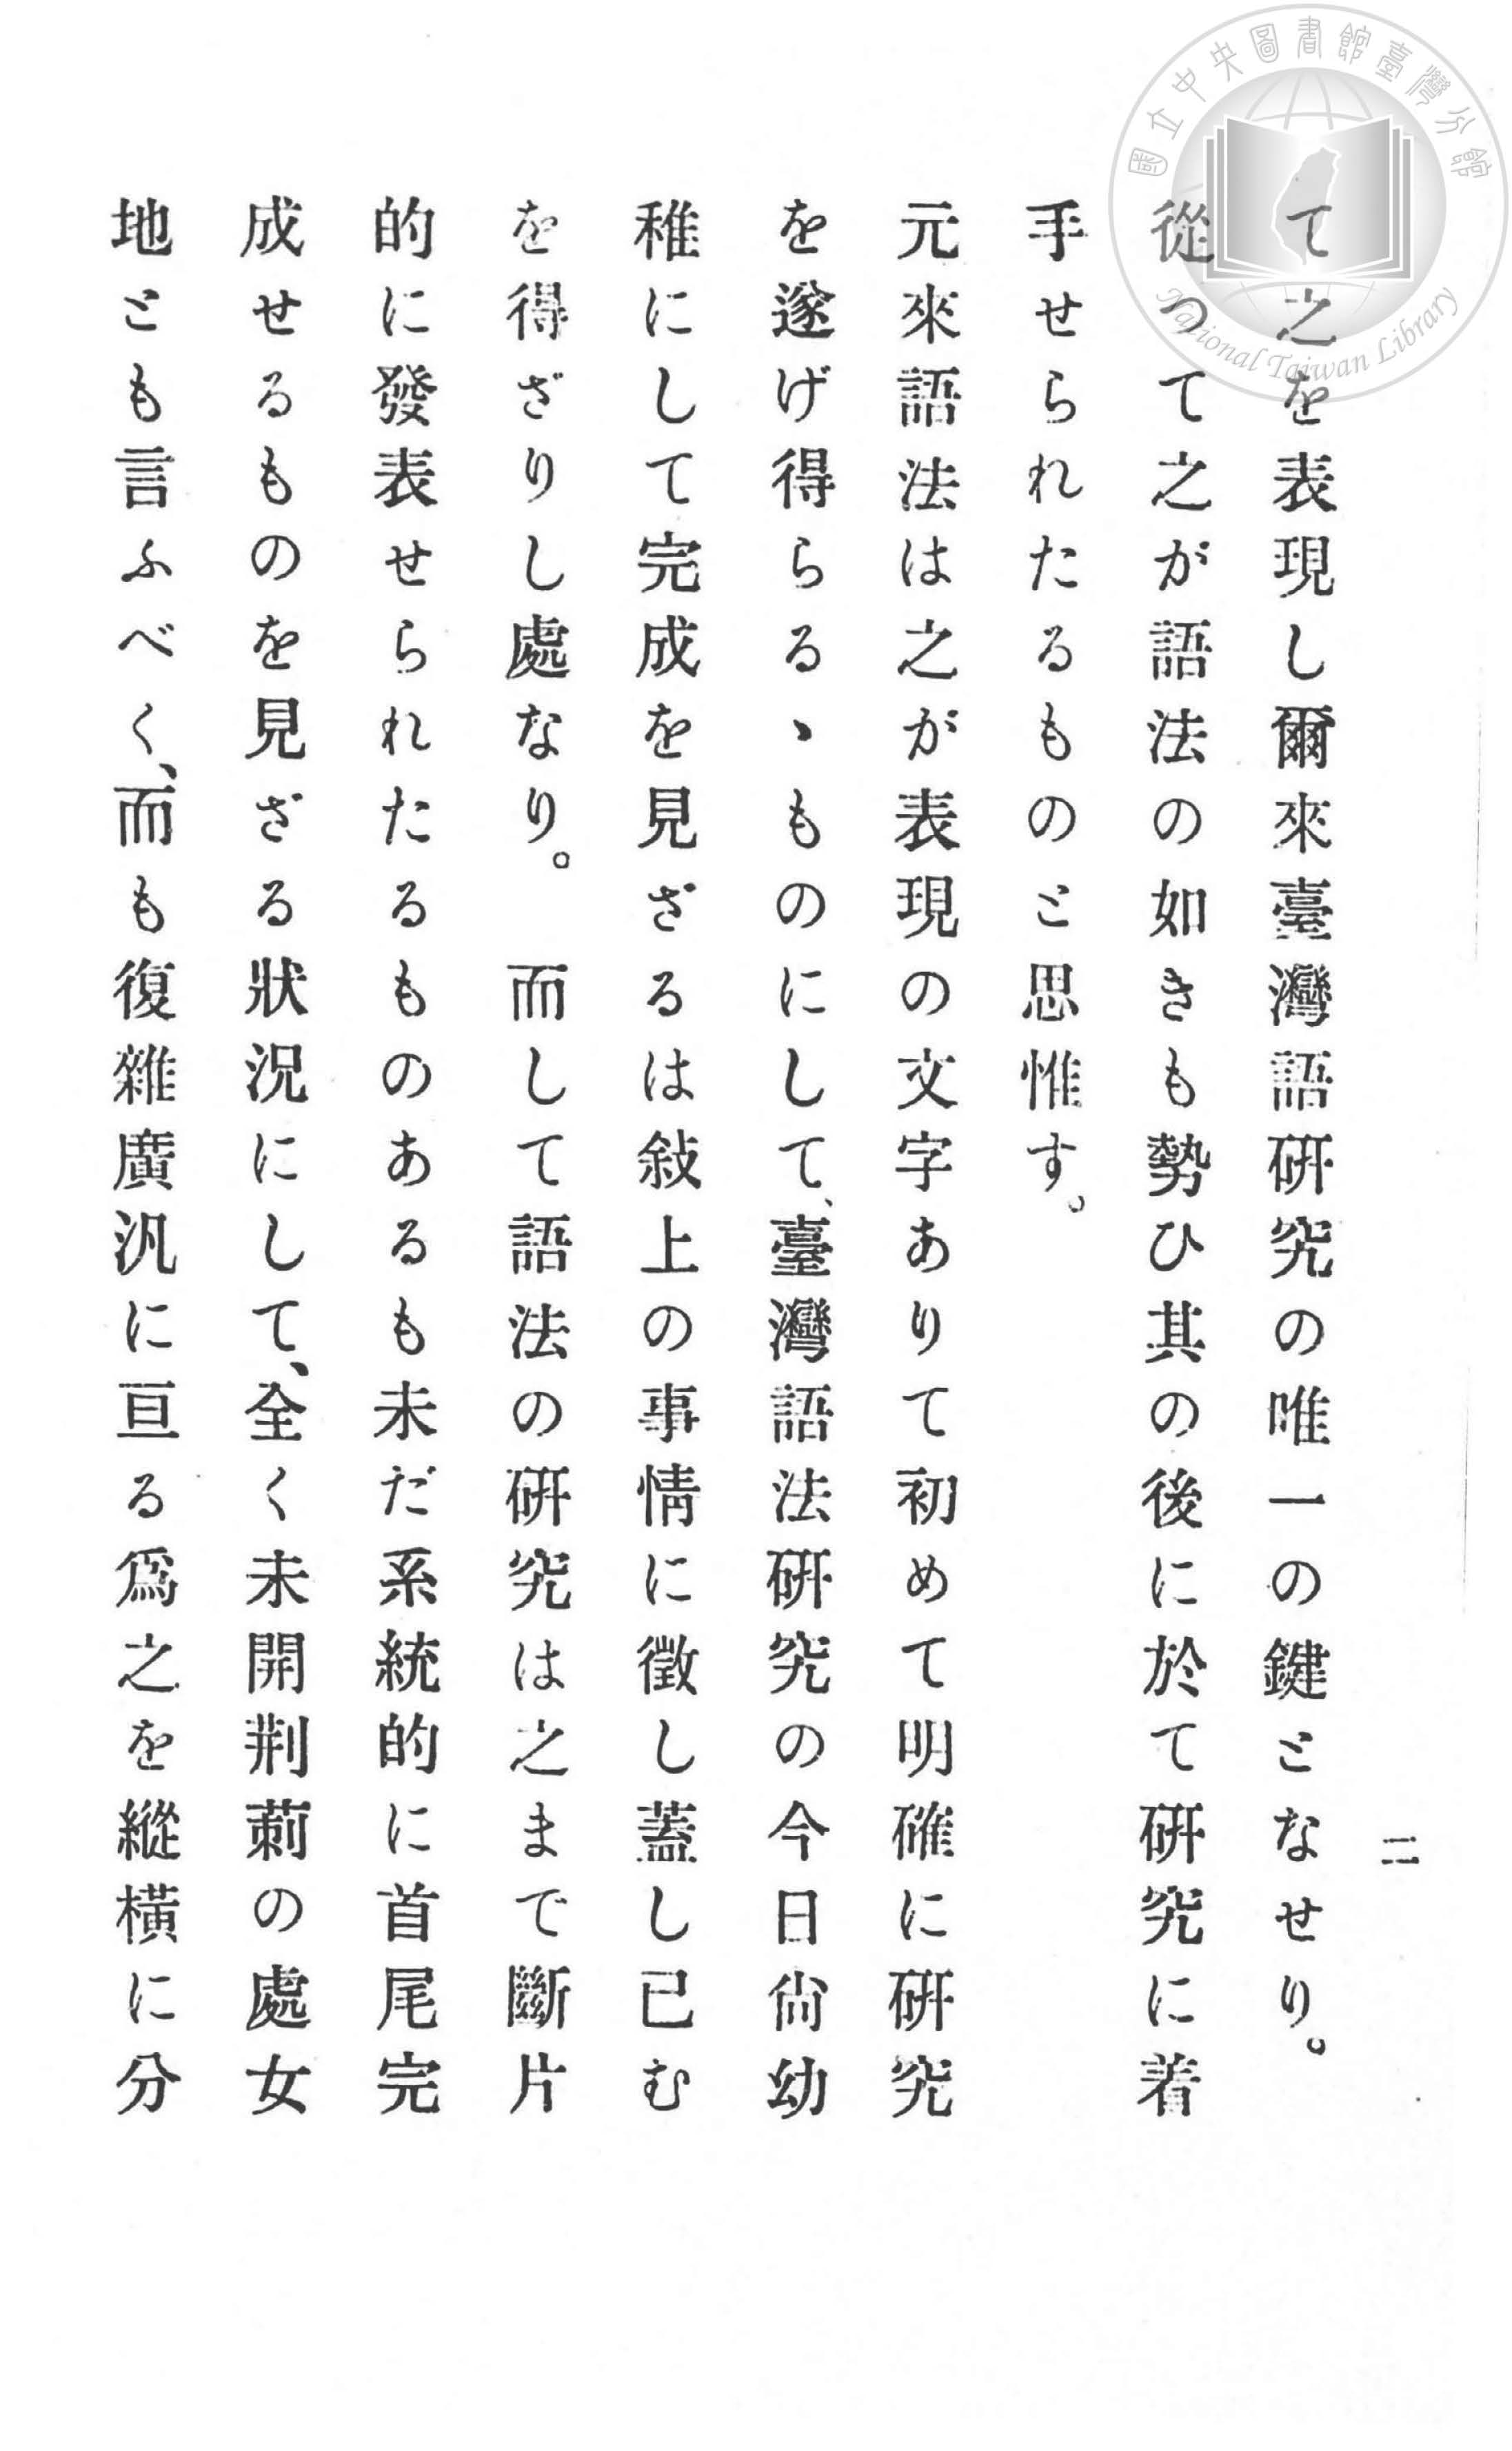 國立中央圖書館臺灣分館
National Taiwan Library
二
て之を表現し爾來臺灣語研究の唯一の鍵となせり。
從つて之が語法の如きも勢ひ其の後に於て研究に着
手せられたるものと思惟す。
元來語法は之が表現の文字ありて初めて明確に研究
を遂げ得らるゝものにして、臺灣語法研究の今日尙幼
稚にして完成を見ざるは敍上の事情に徵し蓋し已む
を得ざりし處なり。　而して語法の研究は之まで斷片
的に發表せられたるものあるも未だ系統的に首尾完
成せるものを見ざる狀況にして、全く未開荆莿の處女
地とも言ふべく、而も復雜廣汎に亘る爲之を縱橫に分